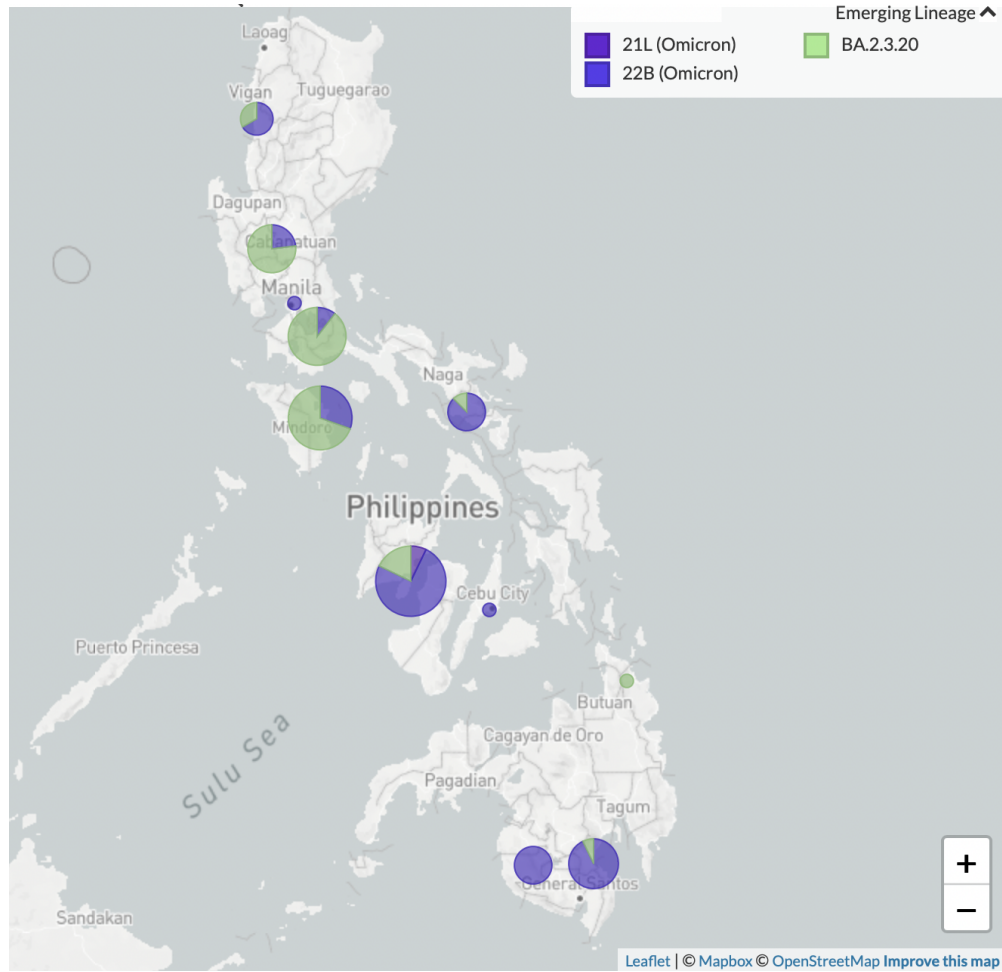 Emerging Lineage
21L (Omicron)
BA.2.3.20
22B (Omicron)
Laoag
Vigan
Tuguegarao
Dagupan
Cabanatuan
Manila
Naga
Mindoro
Philippines
Cebu City
Puerto Princesa
Butuan
Sulu Sea
Cagayan de Oro
Pagadian
Tagum
General Santos
+
Sandakan
−
Leaflet | © Mapbox © OpenStreetMap Improve this map